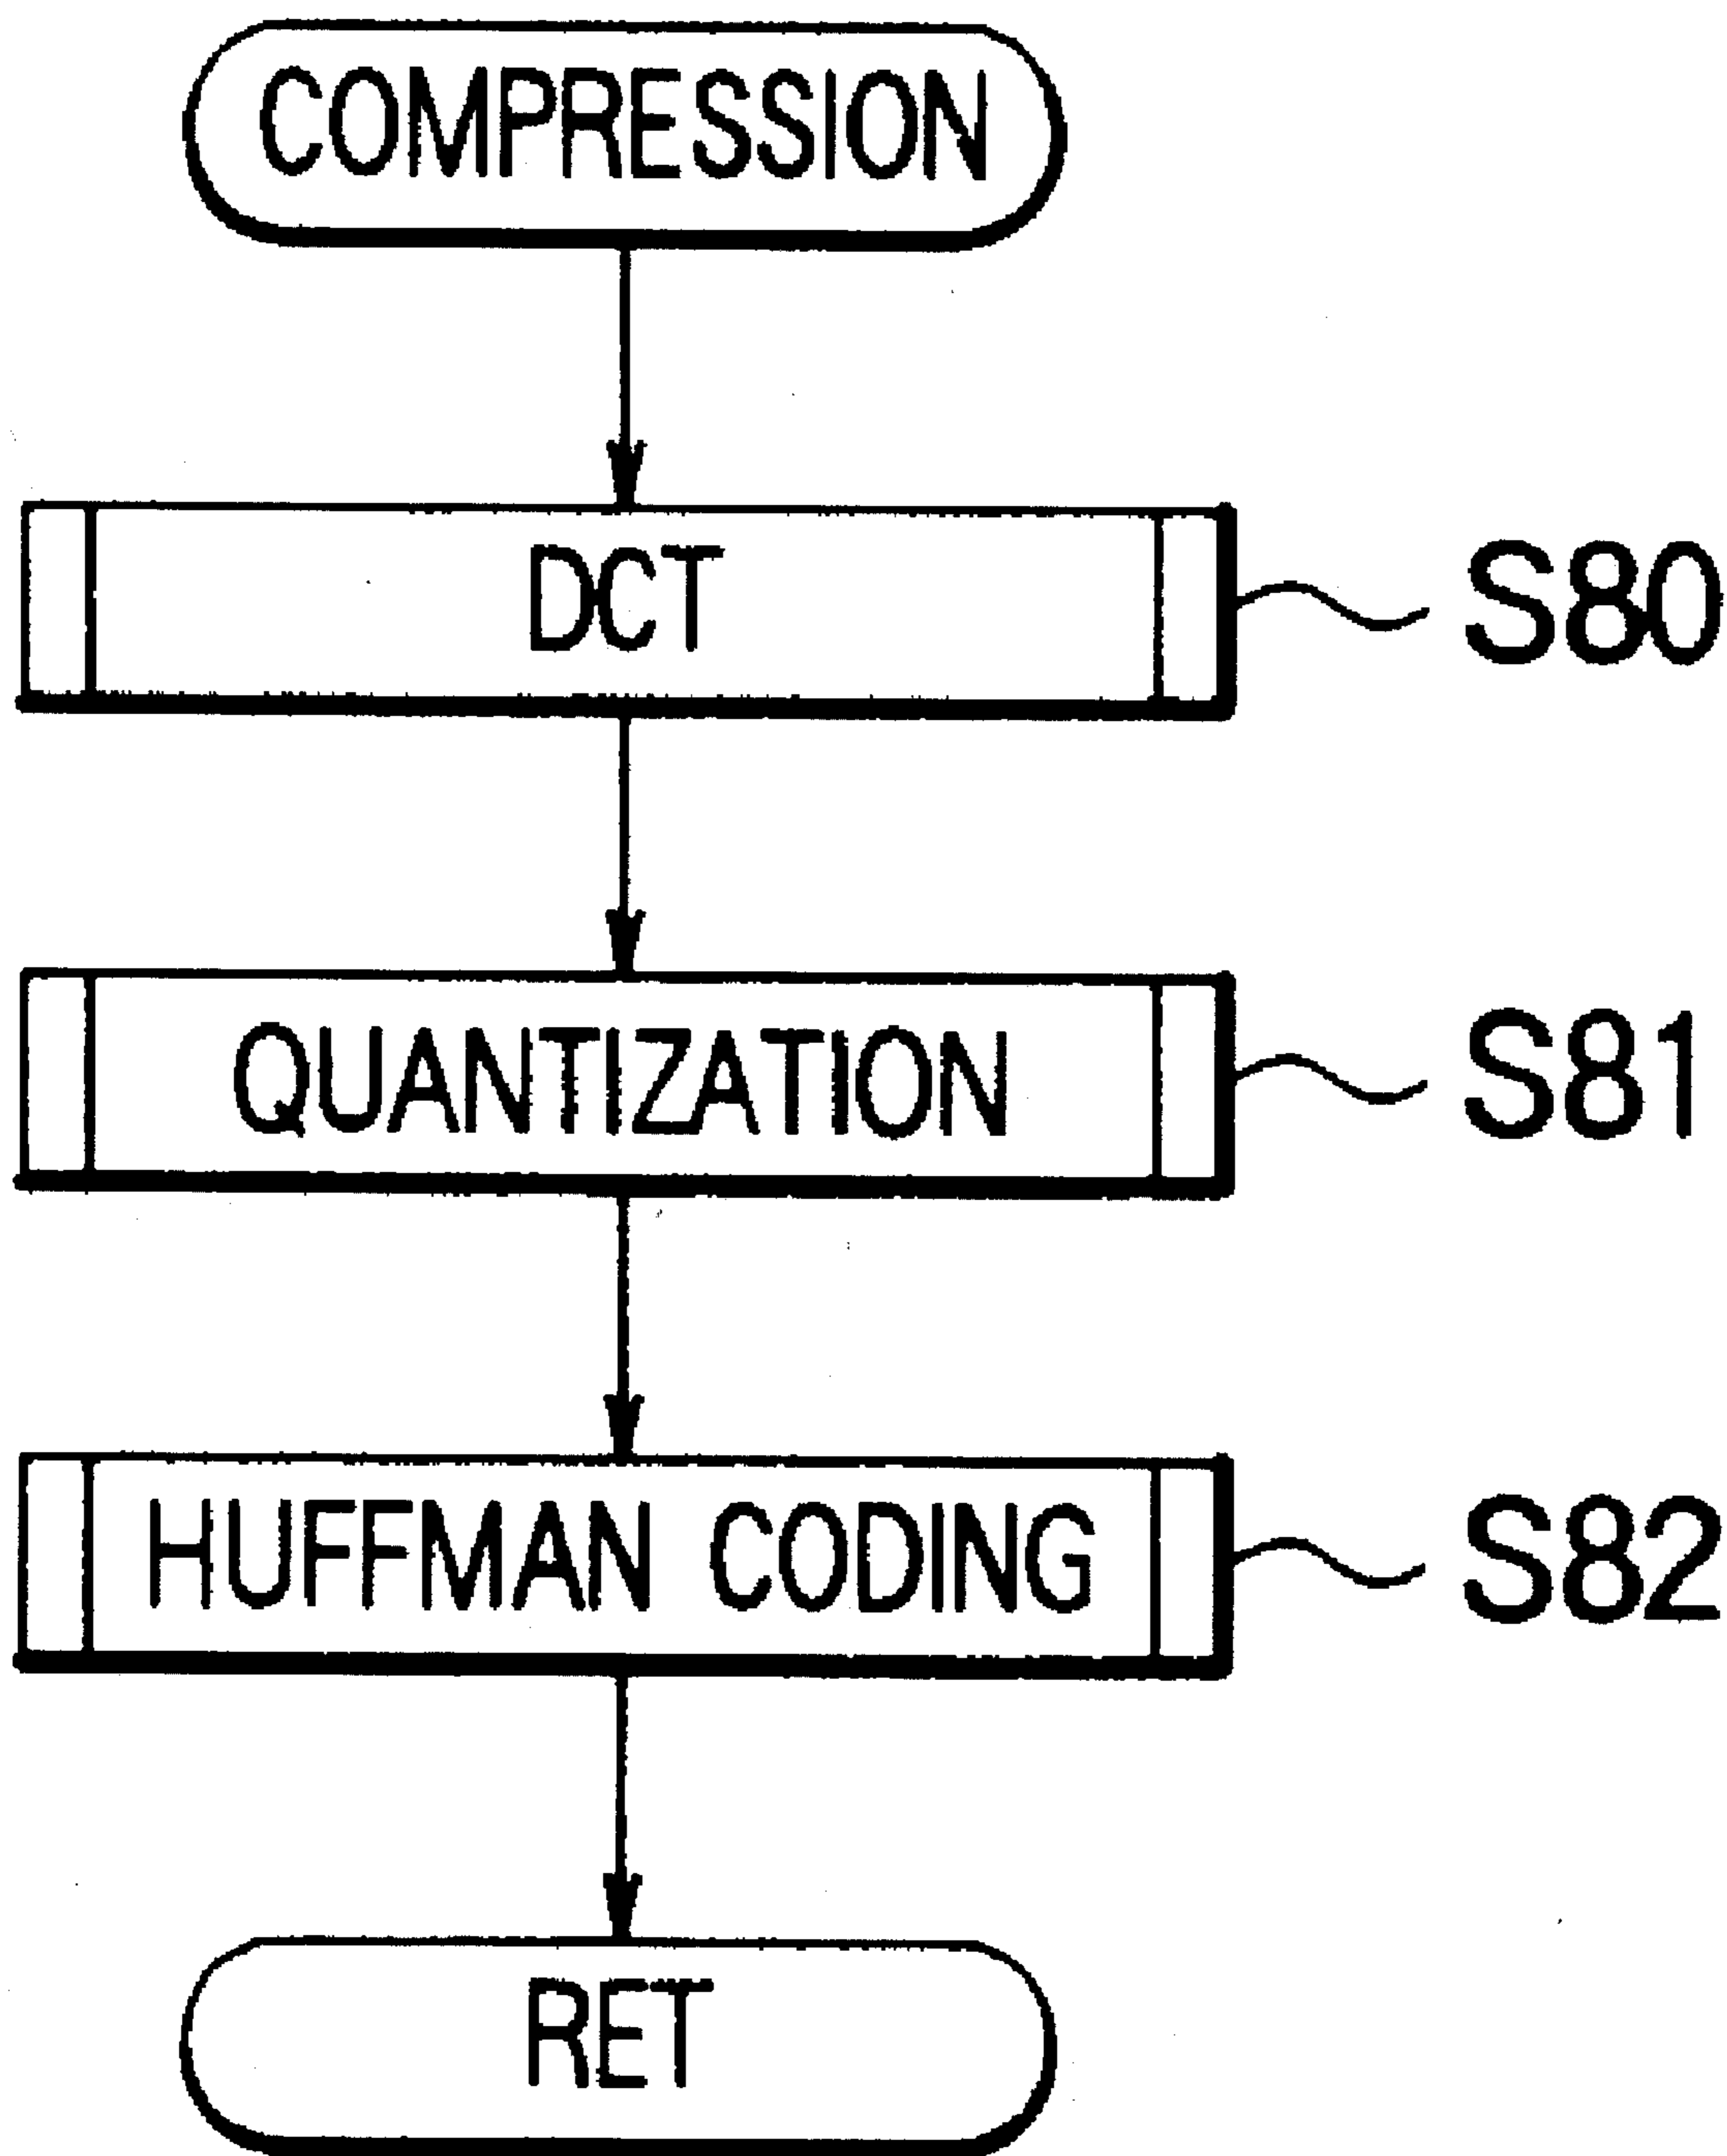 COMPRESSION
DCT
S80
QUANTIZATION
S81
HUFFMAN CODING
S82
RET